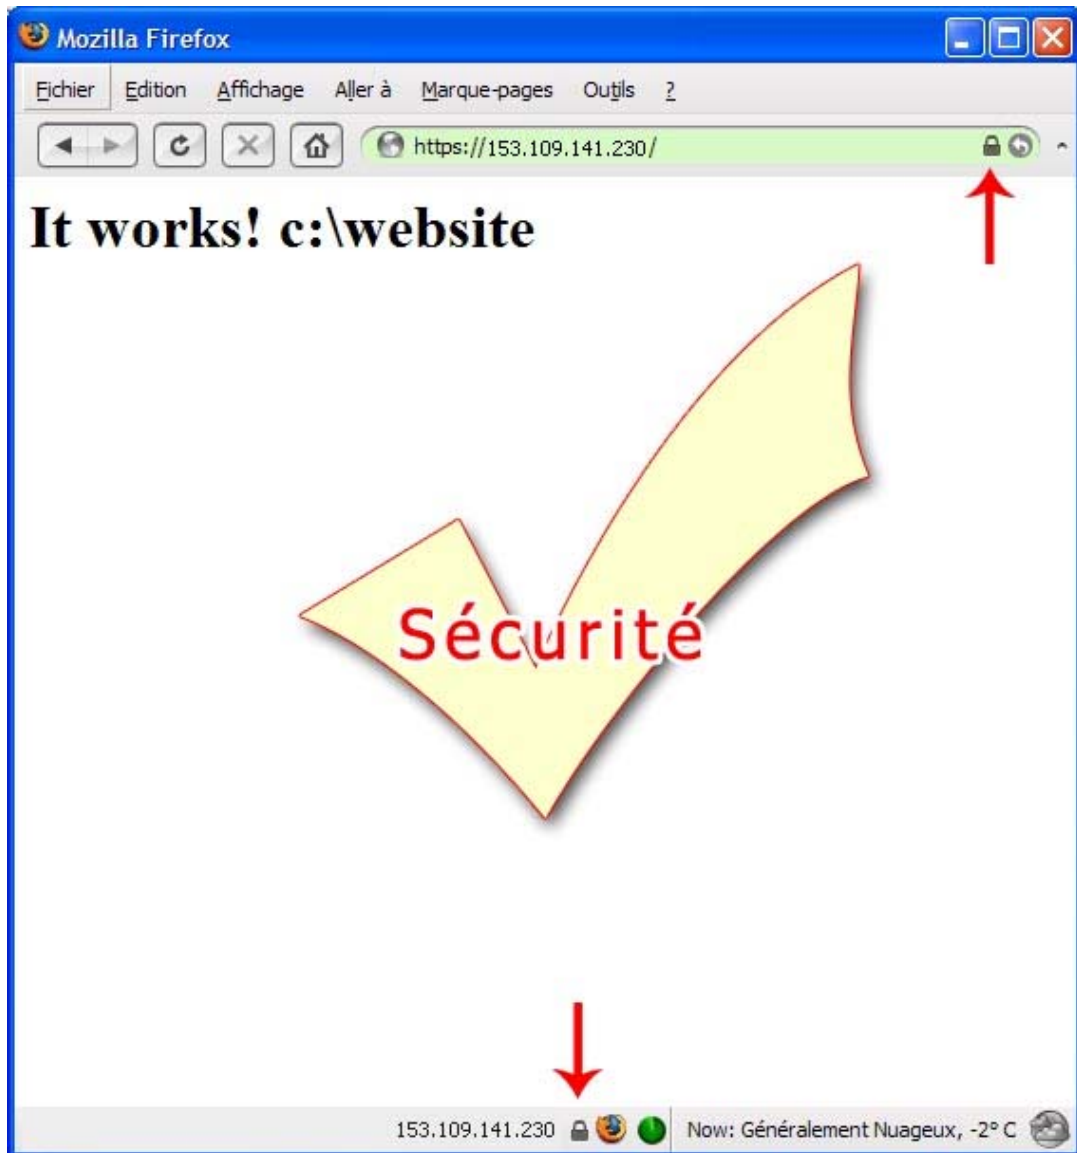 Mozilla Firefox
Fichier Edition Affichage Aller à Marque-pages Outils ?
https://153.109.141.230/
It works! c:\website
Sécurité
153.109.141.230 Now: Généralement Nuageux, -2° C